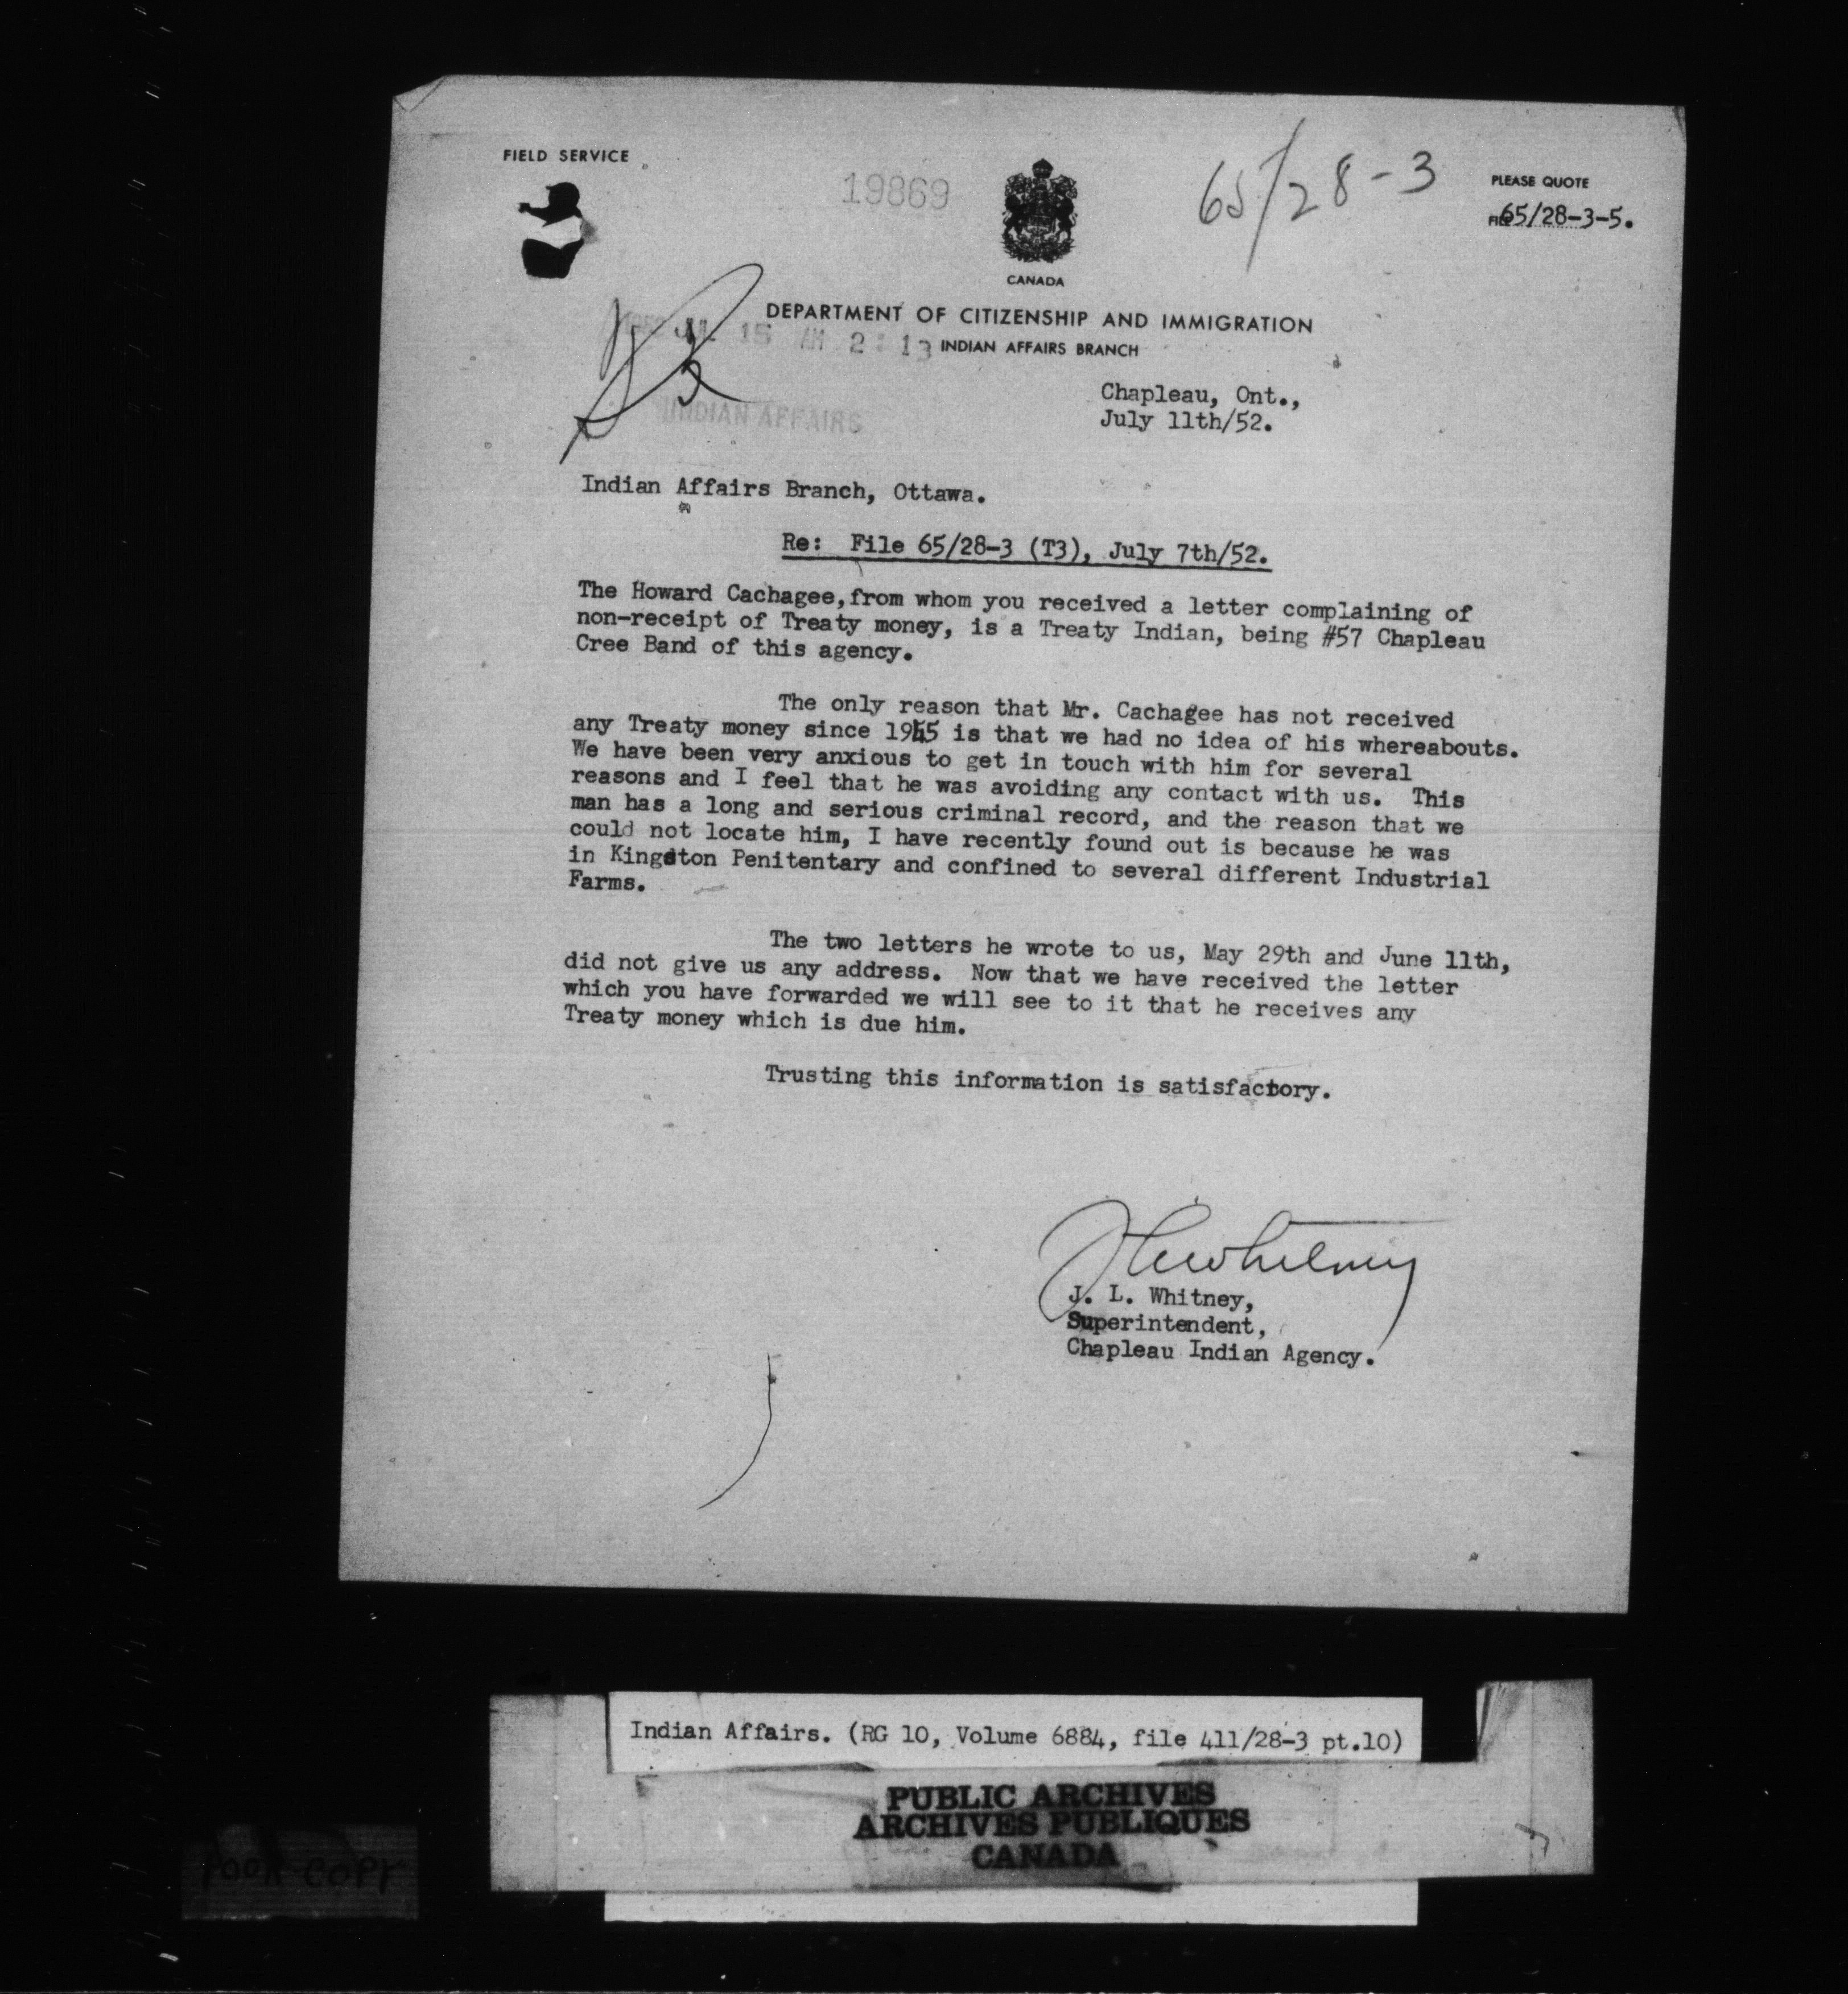 FIELD SERVICE
19869
65/28-3
PLEASE QUOTE
FILE 65/28-3-5.
CANADA
DEPARTMENT OF CITIZENSHIP AND IMMIGRATION
1952 JUL 15 AM 2:13
INDIAN AFFAIRS BRANCH
INDIAN AFFAIRS
Chapleau, Ont.,
July 11th/52.
Indian Affairs Branch, Ottawa.
Re: File 65/28-3 (T3), July 7th/52.
The Howard Cachagee, from whom you received a letter complaining of
non-receipt of Treaty money, is a Treaty Indian, being #57 Chapleau
Cree Band of this agency.
The only reason that Mr. Cachagee has not received
any Treaty money since 1945 is that we had no idea of his whereabouts.
We have been very anxious to get in touch with him for several
reasons and I feel that he was avoiding any contact with us. This
man has a long and serious criminal record, and the reason that we
could not locate him, I have recently found out is because he was
in Kingston Penitentary and confined to several different Industrial
Farms.
The two letters he wrote to us, May 29th and June 11th,
did not give us any address. Now that we have received the letter
which you have forwarded we will see to it that he receives any
Treaty money which is due him.
Trusting this information is satisfactory.
J. L. Whitney
J. L. Whitney,
Superintendent,
Chapleau Indian Agency.
Indian Affairs. (RG 10, Volume 6884, file 411/28-3 pt.10)
PUBLIC ARCHIVES
ARCHIVES PUBLIQUES
CANADA
POOR COPY